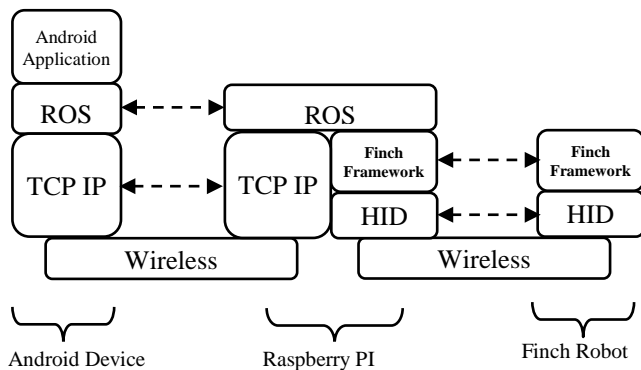 Android
Application
ROS
ROS
TCP IP
TCP IP
Finch
Framework
Finch
Framework
HID
HID
Wireless
Wireless
Android Device
Raspberry PI
Finch Robot